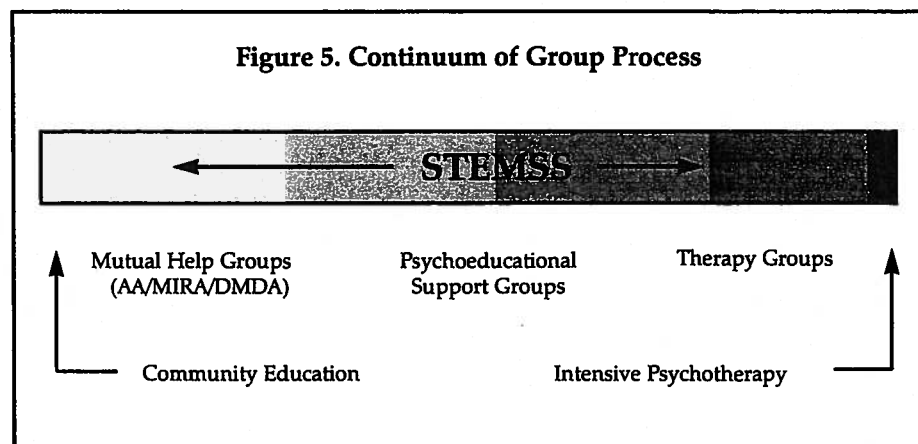 Figure 5. Continuum of Group Process
STEMSS
Mutual Help Groups
(AA/MIRA/DMDA)
Psychoeducational
Support Groups
Therapy Groups
Community Education
Intensive Psychotherapy